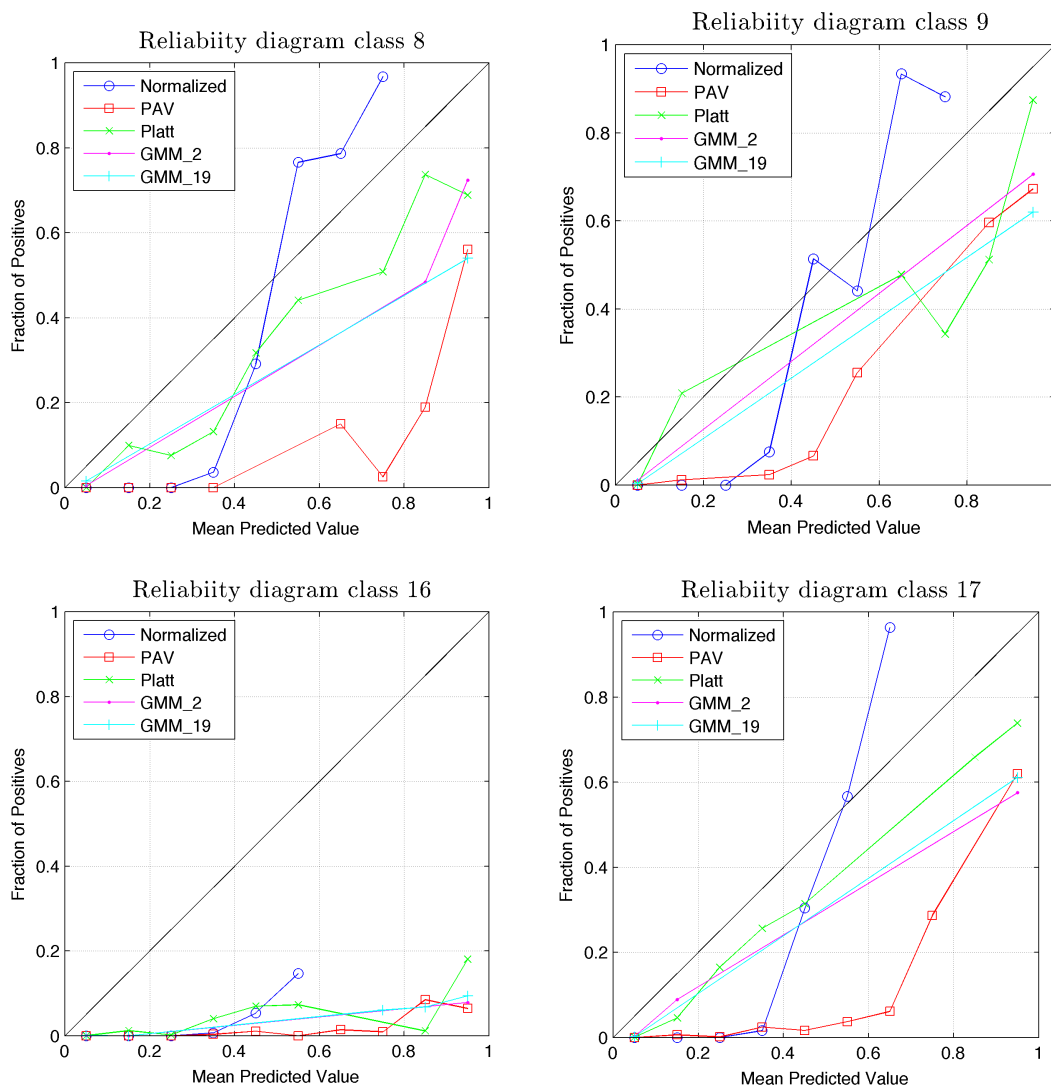 Reliabiity diagram class 8
1
0.8
0.6
0.4
0.2
0
0 0.2 0.4 0.6 0.8 1
Fraction of Positives
Mean Predicted Value
Normalized
PAV
Platt
GMM_2
GMM_19
Reliabiity diagram class 9
1
0.8
0.6
0.4
0.2
0
0 0.2 0.4 0.6 0.8 1
Fraction of Positives
Mean Predicted Value
Normalized
PAV
Platt
GMM_2
GMM_19
Reliabiity diagram class 16
1
0.8
0.6
0.4
0.2
0
0 0.2 0.4 0.6 0.8 1
Fraction of Positives
Mean Predicted Value
Normalized
PAV
Platt
GMM_2
GMM_19
Reliabiity diagram class 17
1
0.8
0.6
0.4
0.2
0
0 0.2 0.4 0.6 0.8 1
Fraction of Positives
Mean Predicted Value
Normalized
PAV
Platt
GMM_2
GMM_19